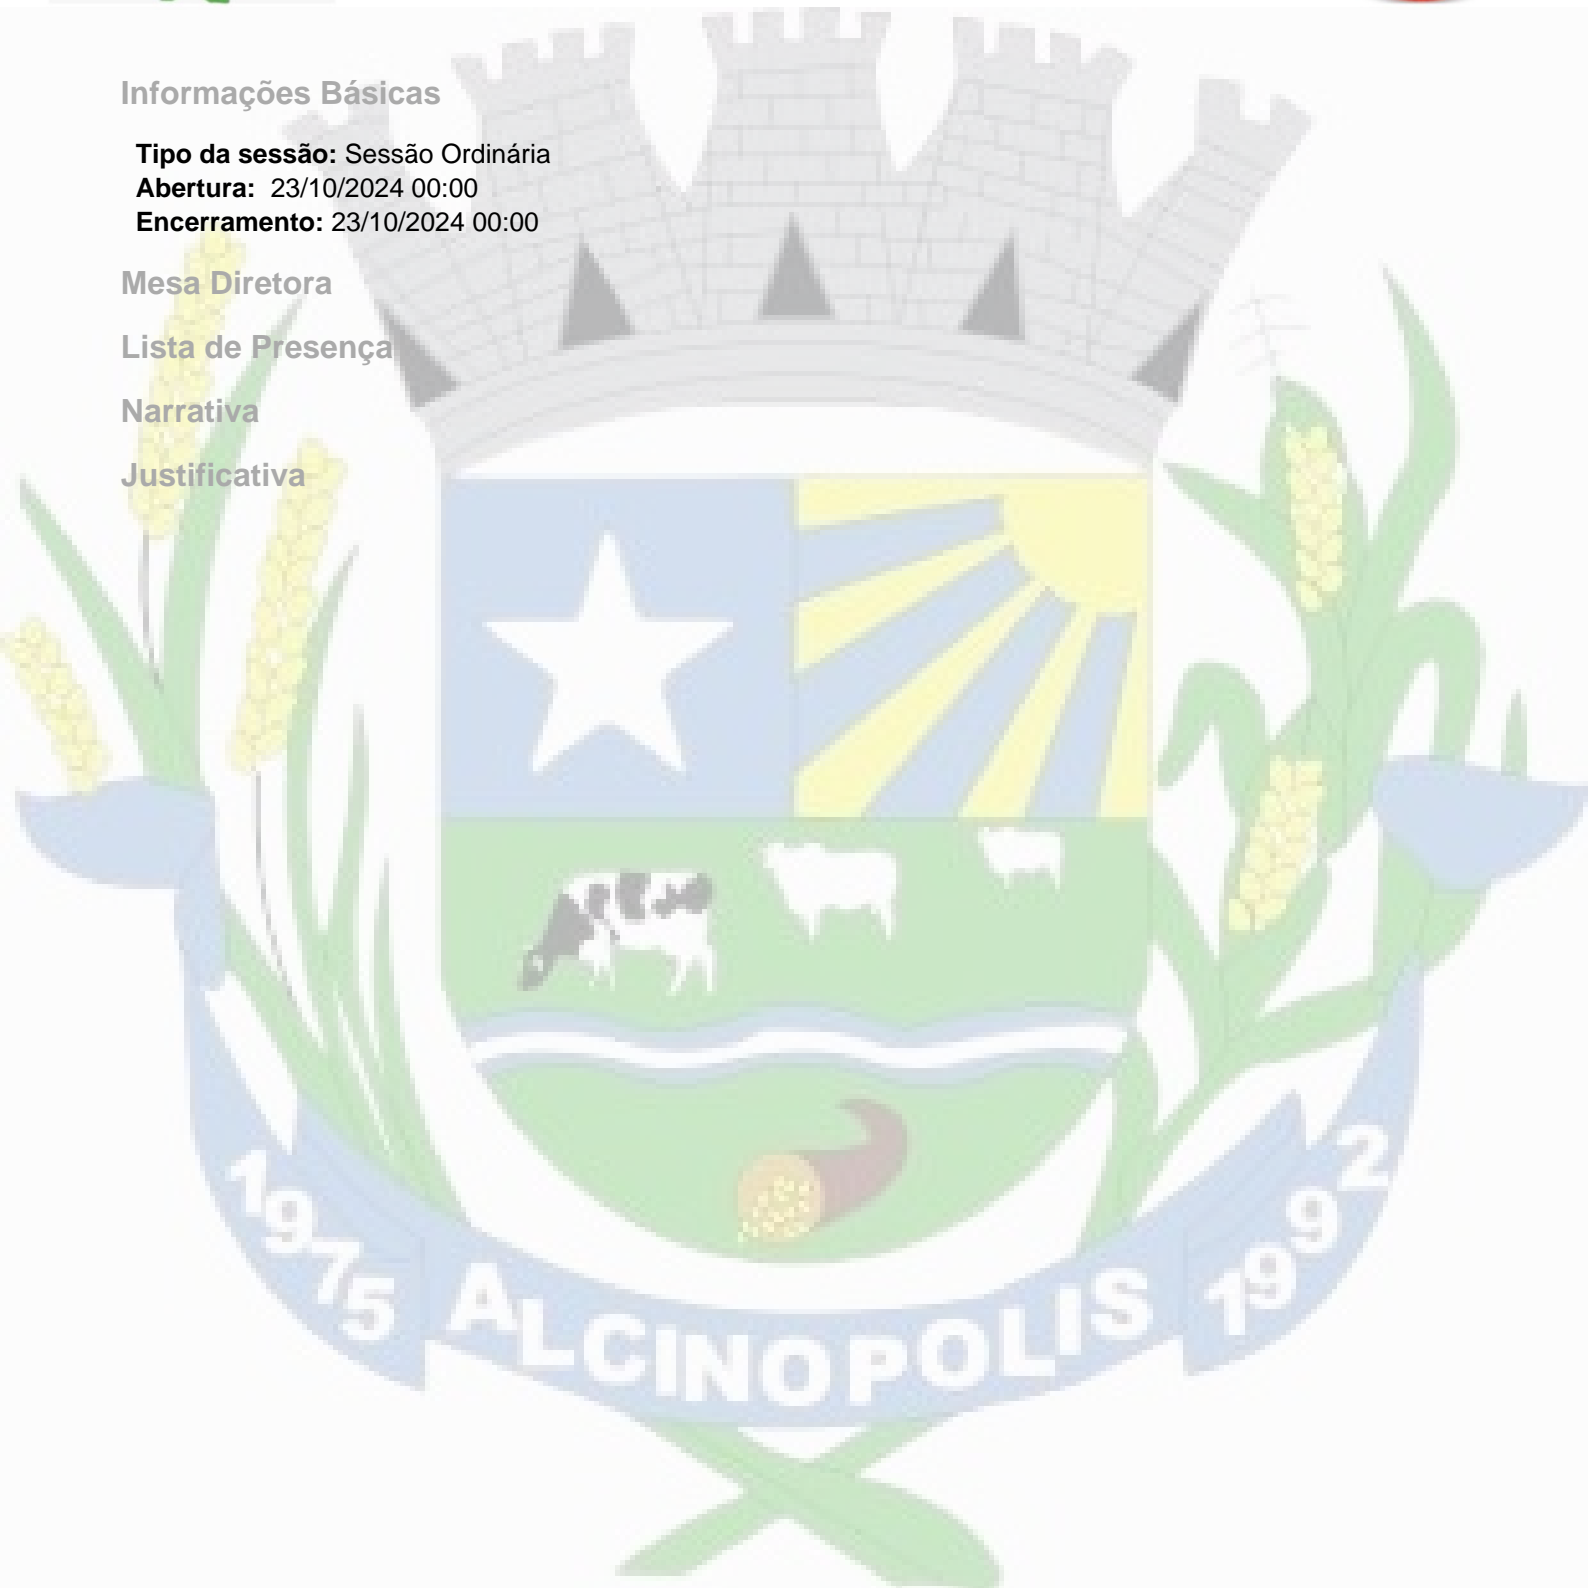 Informações Básicas
Tipo da sessão: Sessão Ordinária
Abertura: 23/10/2024 00:00
Encerramento: 23/10/2024 00:00
Mesa Diretora
Lista de Presença
Narrativa
Justificativa
1975 ALCINOPOLIS 1992